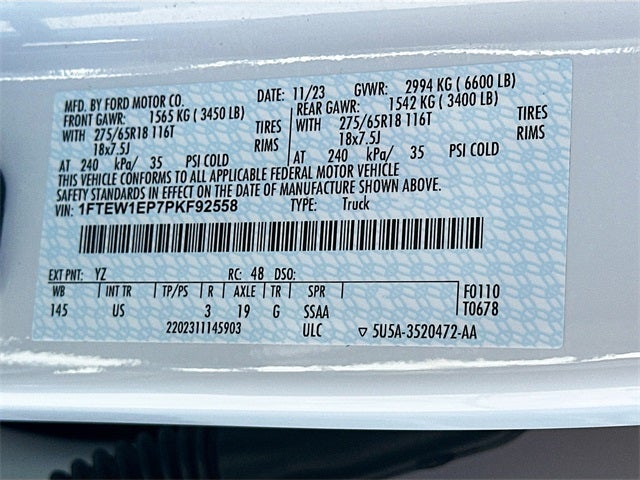 MFD. BY FORD MOTOR CO. DATE: 11/23 GVWR: 2994 KG ( 6600 LB)
FRONT GAWR: 1565 KG ( 3450 LB) REAR GAWR: 1542 KG ( 3400 LB)
WITH 275/65R18 116T TIRES WITH 275/65R18 116T TIRES
18x7.5J RIMS 18x7.5J RIMS
AT 240 kPa/ 35 PSI COLD AT 240 kPa/ 35 PSI COLD
THIS VEHICLE CONFORMS TO ALL APPLICABLE FEDERAL MOTOR VEHICLE
SAFETY STANDARDS IN EFFECT ON THE DATE OF MANUFACTURE SHOWN ABOVE.
VIN: 1FTEW1EP7PKF92558 TYPE: Truck
EXT PNT: YZ RC: 48 DSO:
WB INT TR TP/PS R AXLE TR SPR F0110
145 US 3 19 G SSAA T0678
2202311145903 ULC ▽ 5U5A-3520472-AA